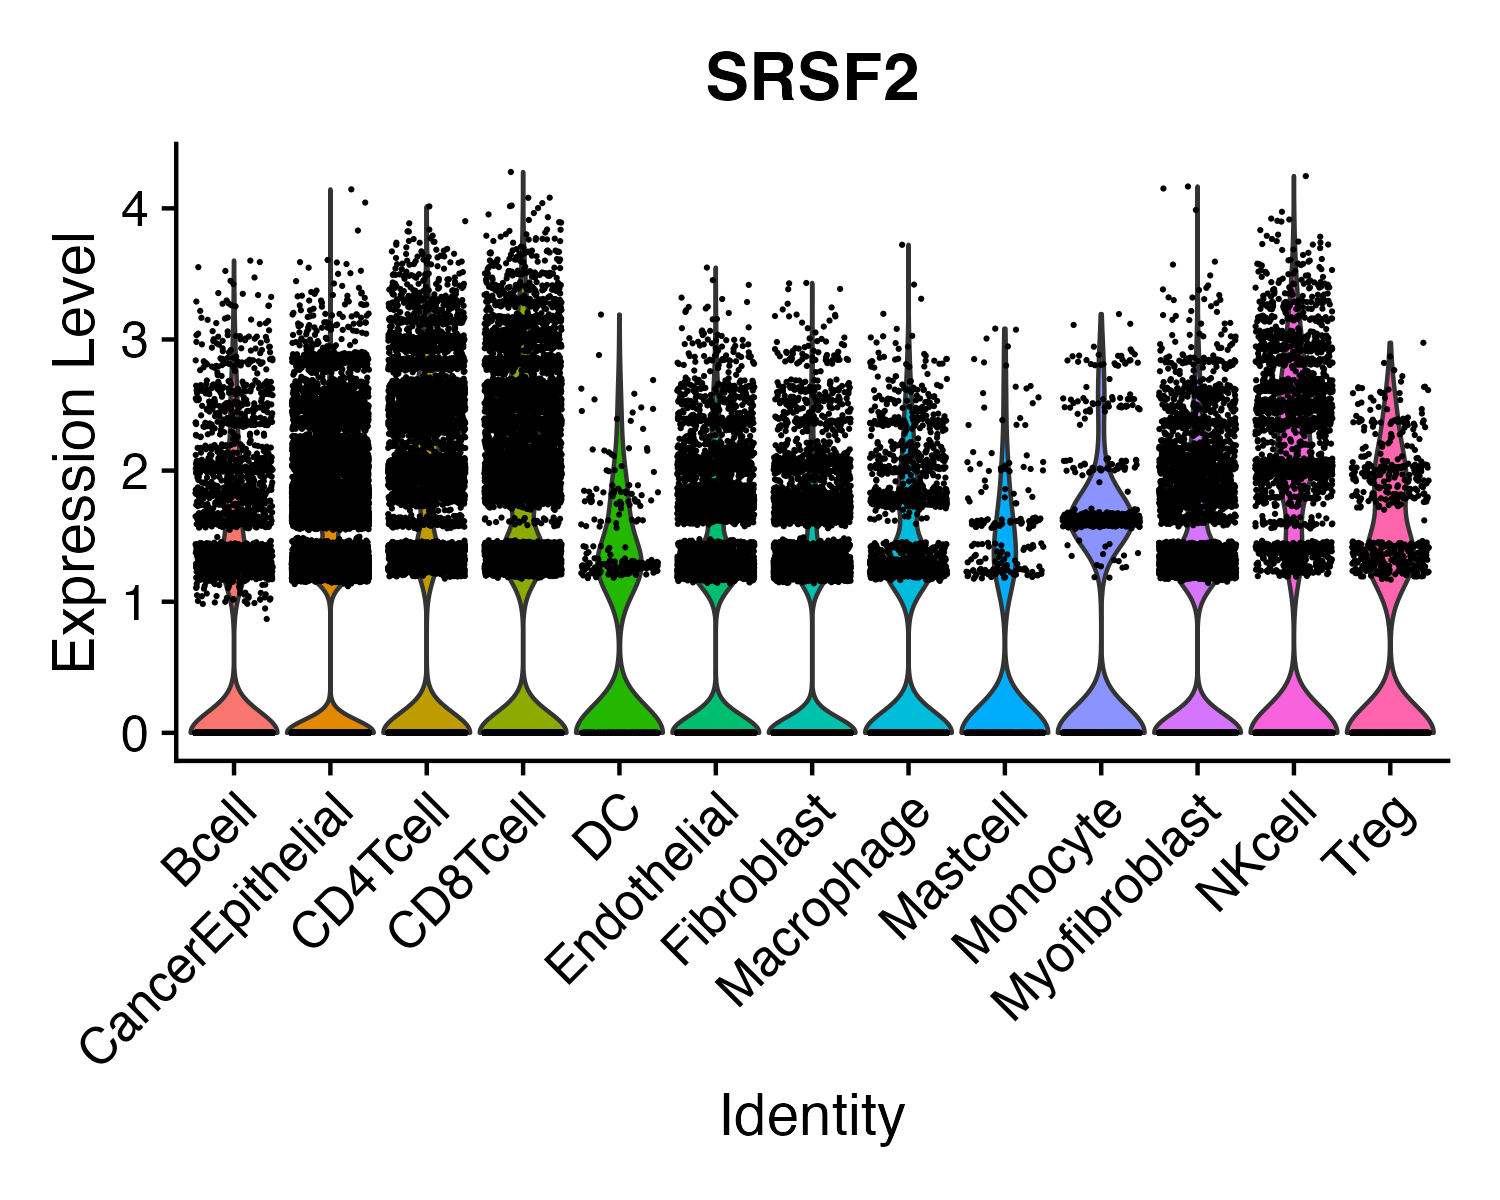 SRSF2
Expression Level
4
3
2
1
0
Bcell
CancerEpithelial
CD4Tcell
CD8Tcell
DC
Endothelial
Fibroblast
Macrophage
Mastcell
Monocyte
Myofibroblast
NKcell
Treg
Identity